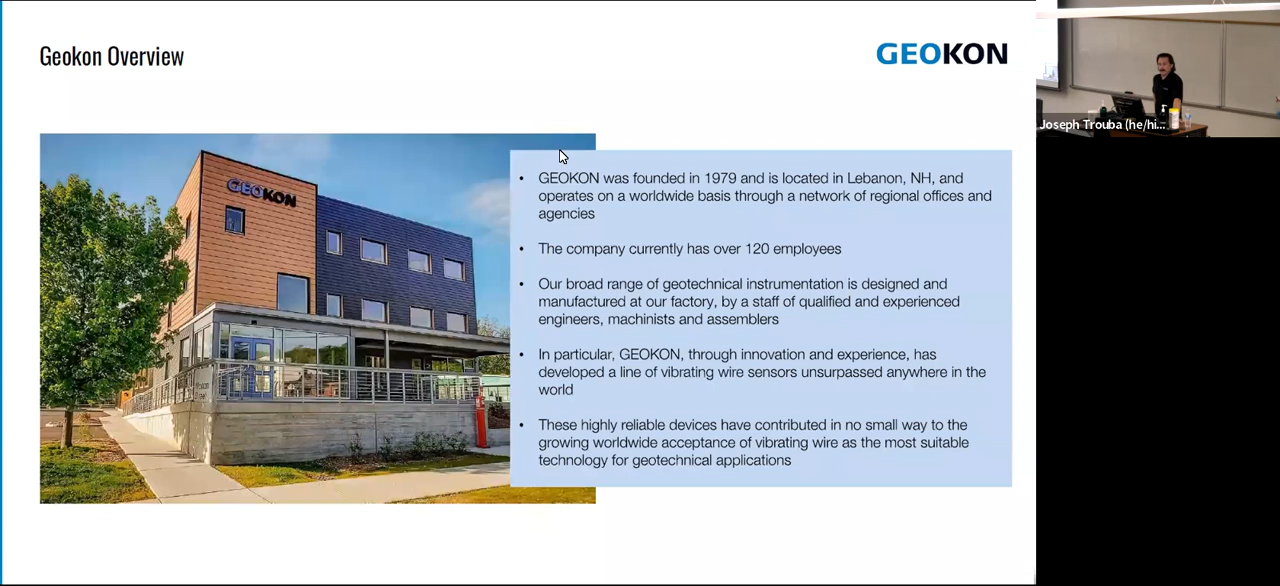 Geokon Overview
GEOKON
GEOKON
• GEOKON was founded in 1979 and is located in Lebanon, NH, and
operates on a worldwide basis through a network of regional offices and
agencies
• The company currently has over 120 employees
• Our broad range of geotechnical instrumentation is designed and
manufactured at our factory, by a staff of qualified and experienced
engineers, machinists and assemblers
• In particular, GEOKON, through innovation and experience, has
developed a line of vibrating wire sensors unsurpassed anywhere in the
world
• These highly reliable devices have contributed in no small way to the
growing worldwide acceptance of vibrating wire as the most suitable
technology for geotechnical applications
Joseph Trouba (he/hi...